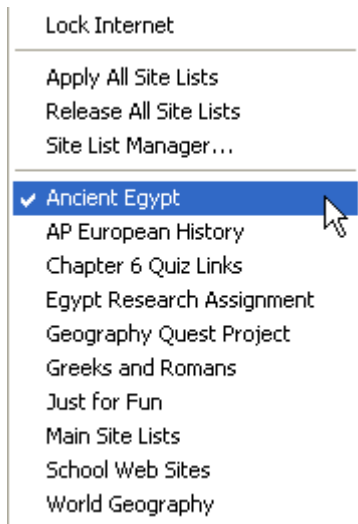 Lock Internet
Apply All Site Lists
Release All Site Lists
Site List Manager...
Ancient Egypt
AP European History
Chapter 6 Quiz Links
Egypt Research Assignment
Geography Quest Project
Greeks and Romans
Just for Fun
Main Site Lists
School Web Sites
World Geography